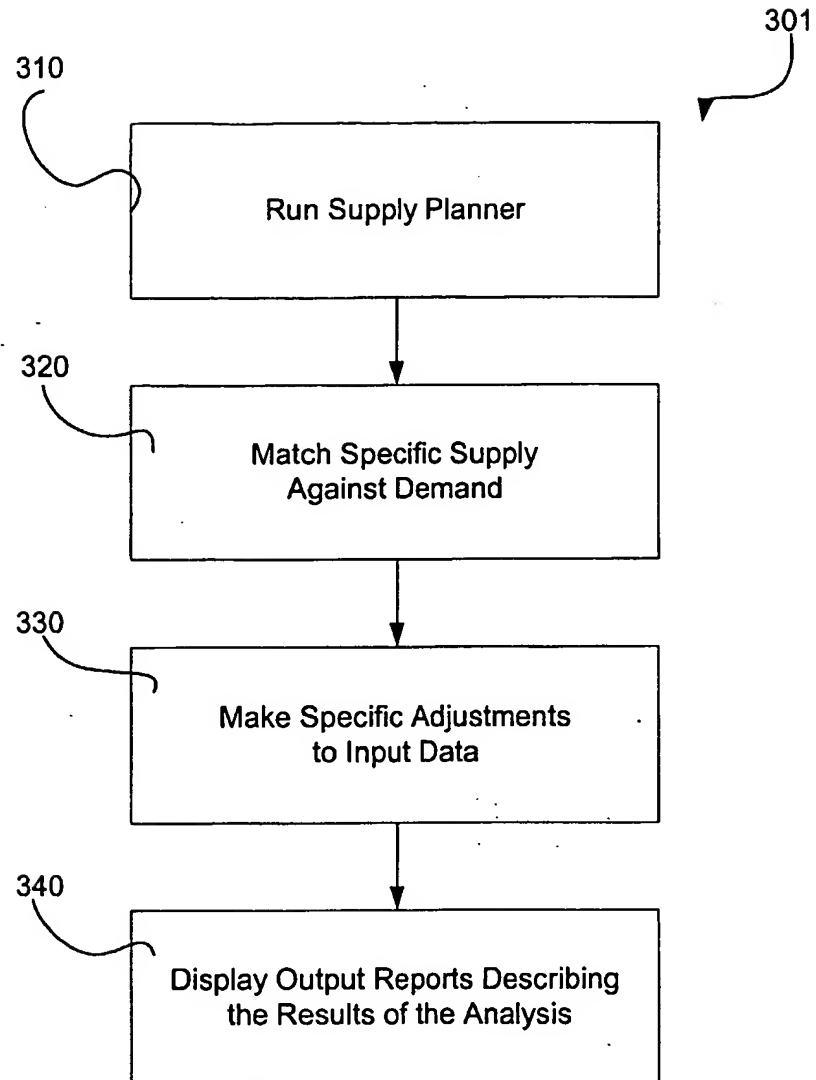 301
310
Run Supply Planner
320
Match Specific Supply
Against Demand
330
Make Specific Adjustments
to Input Data
340
Display Output Reports Describing
the Results of the Analysis